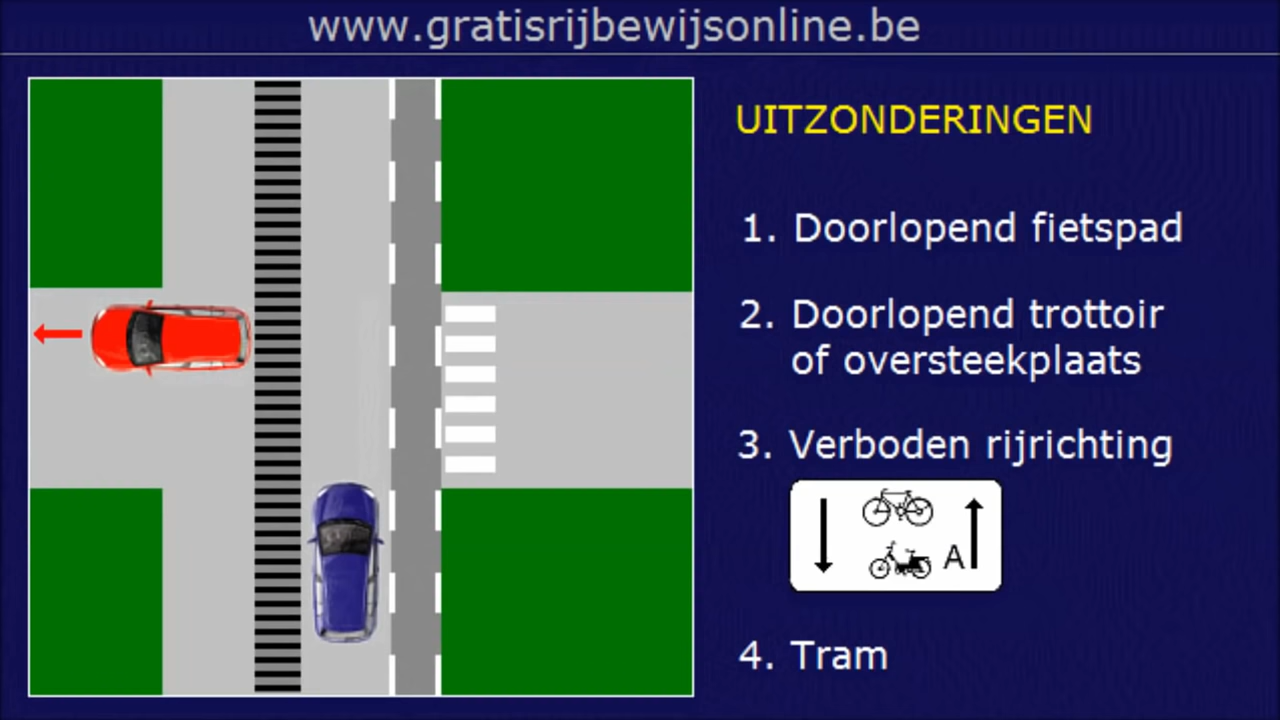 www.gratisrijbewijsonline.be
UITZONDERINGEN
1. Doorlopend fietspad
2. Doorlopend trottoir
of oversteekplaats
3. Verboden rijrichting
A
4. Tram